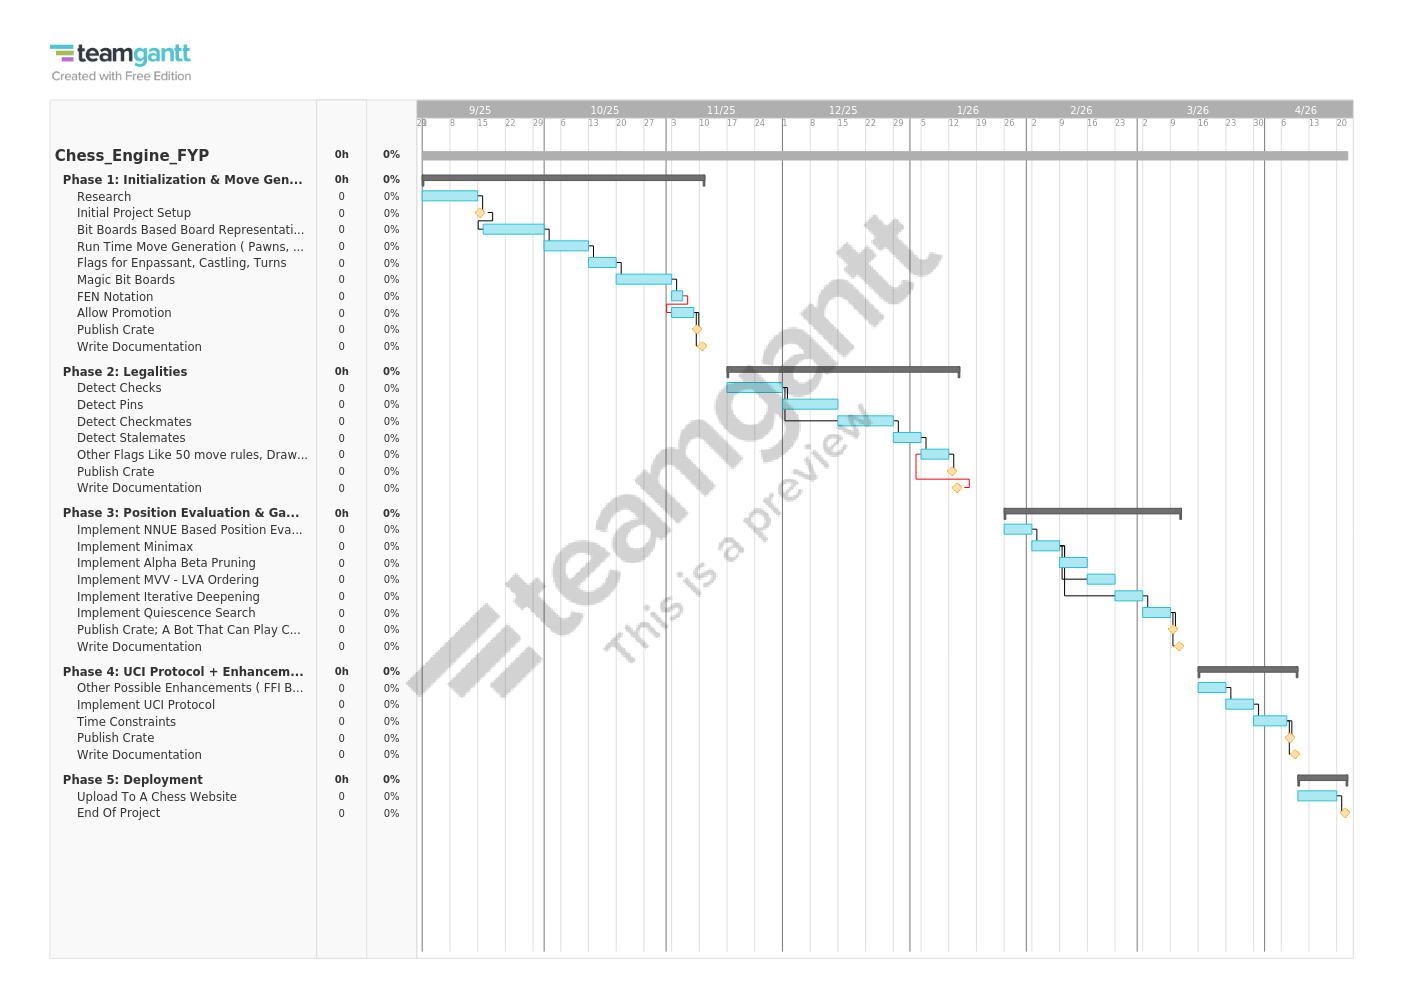 teamgantt
Created with Free Edition
9/25 10/25 11/25 12/25 1/26 2/26 3/26 4/26
1 8 15 22 29 6 13 20 27 3 10 17 24 1 8 15 22 29 5 12 19 26 2 9 16 23 2 9 16 23 30 6 13 20
Chess_Engine_FYP 0h 0%
Phase 1: Initialization & Move Gen... 0h 0%
Research 0 0%
Initial Project Setup 0 0%
Bit Boards Based Board Representati... 0 0%
Run Time Move Generation ( Pawns, ... 0 0%
Flags for Enpassant, Castling, Turns 0 0%
Magic Bit Boards 0 0%
FEN Notation 0 0%
Allow Promotion 0 0%
Publish Crate 0 0%
Write Documentation 0 0%
Phase 2: Legalities 0h 0%
Detect Checks 0 0%
Detect Pins 0 0%
Detect Checkmates 0 0%
Detect Stalemates 0 0%
Other Flags Like 50 move rules, Draw... 0 0%
Publish Crate 0 0%
Write Documentation 0 0%
Phase 3: Position Evaluation & Ga... 0h 0%
Implement NNUE Based Position Eva... 0 0%
Implement Minimax 0 0%
Implement Alpha Beta Pruning 0 0%
Implement MVV - LVA Ordering 0 0%
Implement Iterative Deepening 0 0%
Implement Quiescence Search 0 0%
Publish Crate; A Bot That Can Play C... 0 0%
Write Documentation 0 0%
Phase 4: UCI Protocol + Enhancem... 0h 0%
Other Possible Enhancements ( FFI B... 0 0%
Implement UCI Protocol 0 0%
Time Constraints 0 0%
Publish Crate 0 0%
Write Documentation 0 0%
Phase 5: Deployment 0h 0%
Upload To A Chess Website 0 0%
End Of Project 0 0%
teamgantt
This is a preview